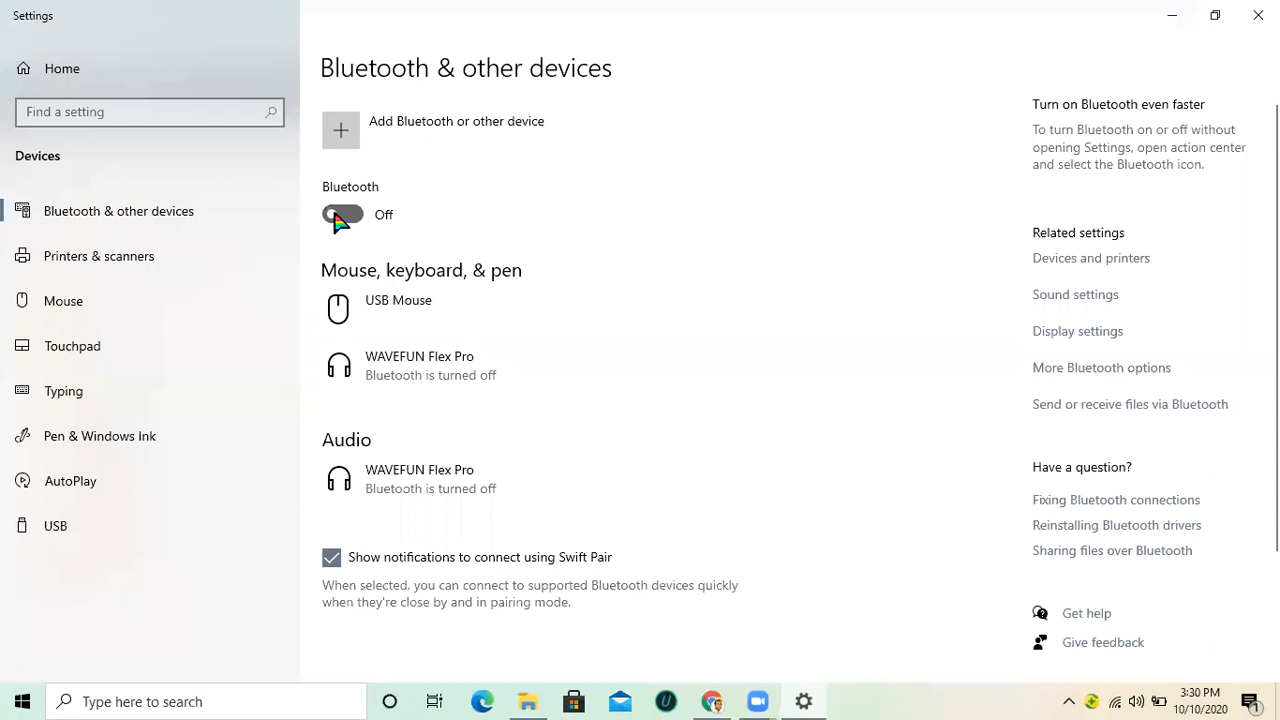 Settings
Home
Find a setting
Devices
Bluetooth & other devices
Printers & scanners
Mouse
Touchpad
Typing
Pen & Windows Ink
AutoPlay
USB
Bluetooth & other devices
Add Bluetooth or other device
Bluetooth
Off
Mouse, keyboard, & pen
USB Mouse
WAVEFUN Flex Pro
Bluetooth is turned off
Audio
WAVEFUN Flex Pro
Bluetooth is turned off
Show notifications to connect using Swift Pair
When selected, you can connect to supported Bluetooth devices quickly
when they're close by and in pairing mode.
Turn on Bluetooth even faster
To turn Bluetooth on or off without
opening Settings, open action center
and select the Bluetooth icon.
Related settings
Devices and printers
Sound settings
Display settings
More Bluetooth options
Send or receive files via Bluetooth
Have a question?
Fixing Bluetooth connections
Reinstalling Bluetooth drivers
Sharing files over Bluetooth
Get help
Give feedback
Type here to search
3:30 PM
10/10/2020
1